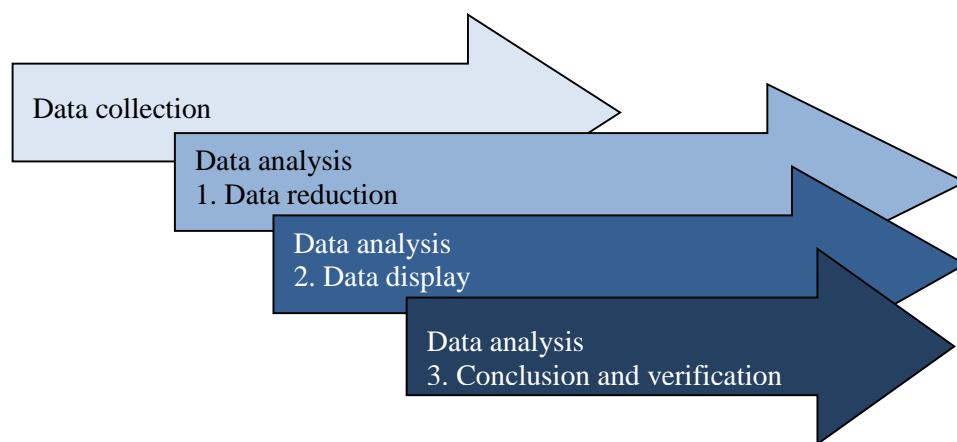 Data collection
Data analysis
1. Data reduction
Data analysis
2. Data display
Data analysis
3. Conclusion and verification